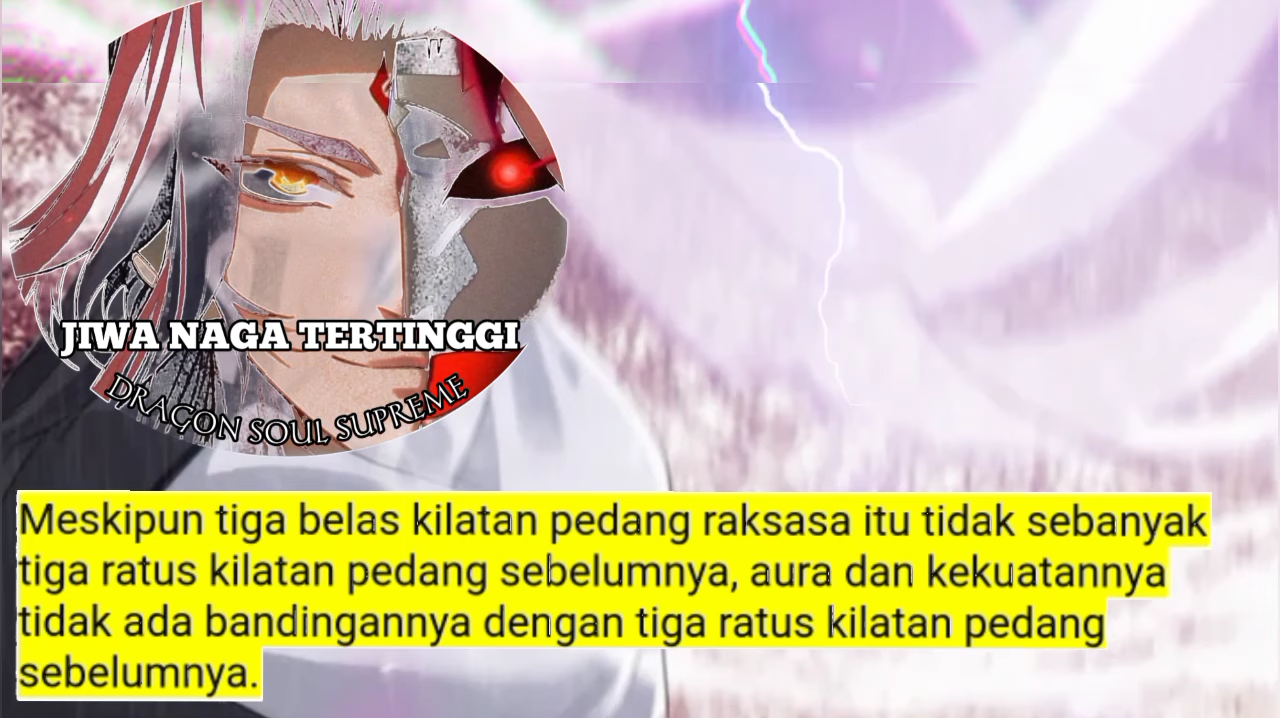 JIWA NAGA TERTINGGI
DRAGON SOUL SUPREME
Meskipun tiga belas kilatan pedang raksasa itu tidak sebanyak
tiga ratus kilatan pedang sebelumnya, aura dan kekuatannya
tidak ada bandingannya dengan tiga ratus kilatan pedang
sebelumnya.